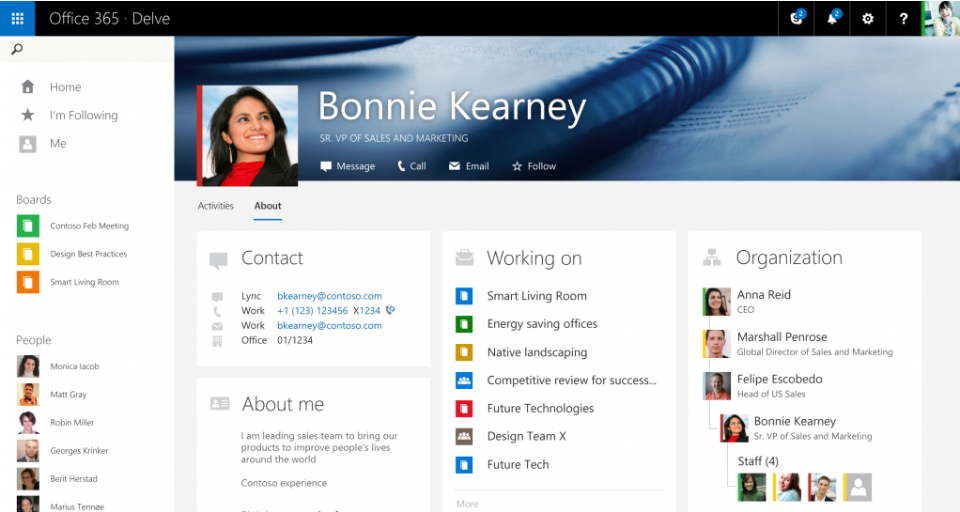 Office 365 · Delve
2
2
?
Home
I'm Following
Me
Boards
Contoso Feb Meeting
Design Best Practices
Smart Living Room
People
Monica Iacob
Matt Gray
Robin Miller
Georges Krinker
Berit Herstad
Marius Tennøe
Bonnie Kearney
SR. VP OF SALES AND MARKETING
Message
Call
Email
Follow
Activities
About
Contact
Lync bkearney@contoso.com
Work +1 (123) 123456 X1234
Work bkearney@contoso.com
Office 01/1234
About me
I am leading sales team to bring our
products to improve people's lives
around the world
Contoso experience
Working on
Smart Living Room
Energy saving offices
Native landscaping
Competitive review for success...
Future Technologies
Design Team X
Future Tech
More
Organization
Anna Reid
CEO
Marshall Penrose
Global Director of Sales and Marketing
Felipe Escobedo
Head of US Sales
Bonnie Kearney
Sr. VP of Sales and Marketing
Staff (4)